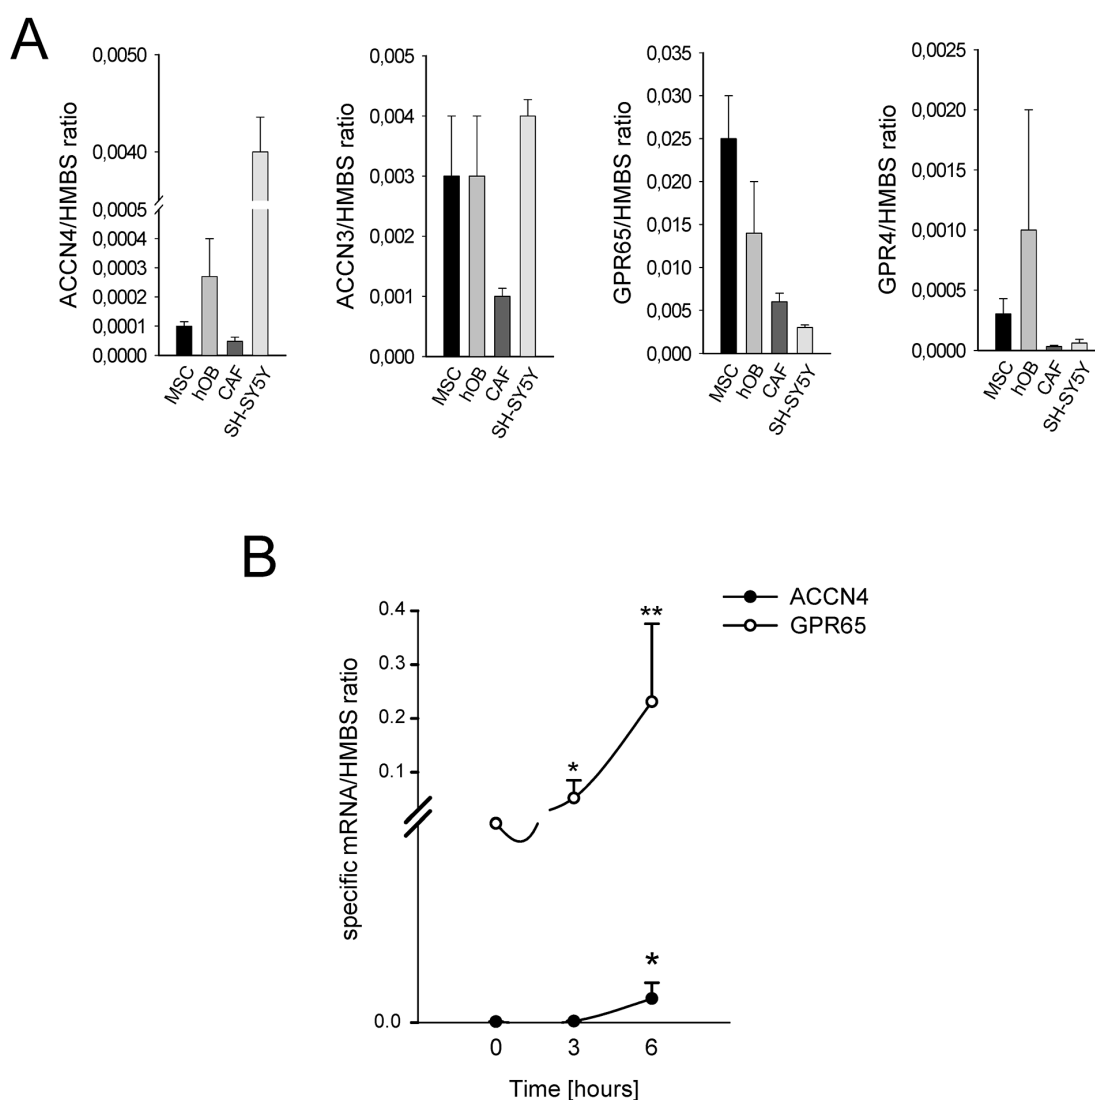 A
ACCN4/HMBS ratio
0,0050
0,0040
0,0005
0,0004
0,0003
0,0002
0,0001
0,0000
MSC
hOB
CAF
SH-SY5Y
ACCN3/HMBS ratio
0,005
0,004
0,003
0,002
0,001
0,000
MSC
hOB
CAF
SH-SY5Y
GPR65/HMBS ratio
0,035
0,030
0,025
0,020
0,015
0,010
0,005
0,000
MSC
hOB
CAF
SH-SY5Y
GPR4/HMBS ratio
0,0025
0,0020
0,0015
0,0010
0,0005
0,0000
MSC
hOB
CAF
SH-SY5Y
B
specific mRNA/HMBS ratio
0.4
0.3
0.2
0.1
0.0
*
**
*
ACCN4
GPR65
0 3 6
Time [hours]